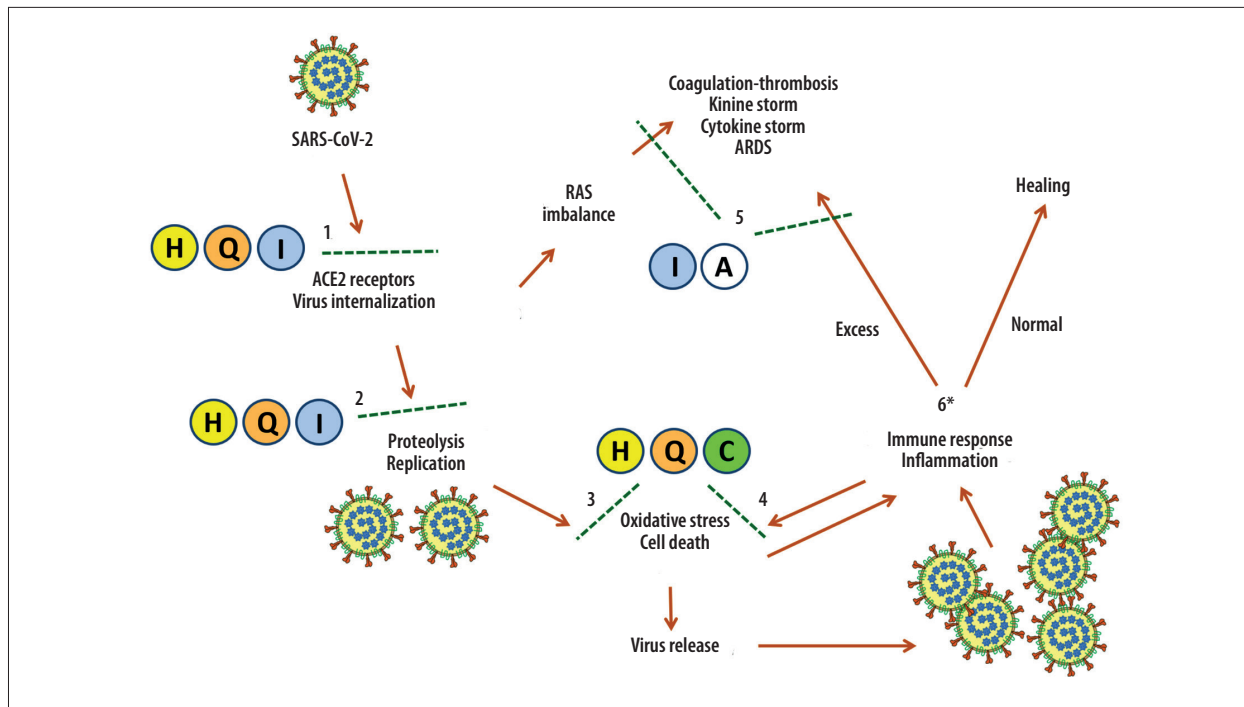 SARS-CoV-2
Coagulation-thrombosis
Kinine storm
Cytokine storm
ARDS
RAS
imbalance
Healing
H Q I
1
ACE2 receptors
Virus internalization
5
I A
Excess
Normal
H Q I
2
Proteolysis
Replication
H Q C
3
4
Oxidative stress
Cell death
6*
Immune response
Inflammation
Virus release